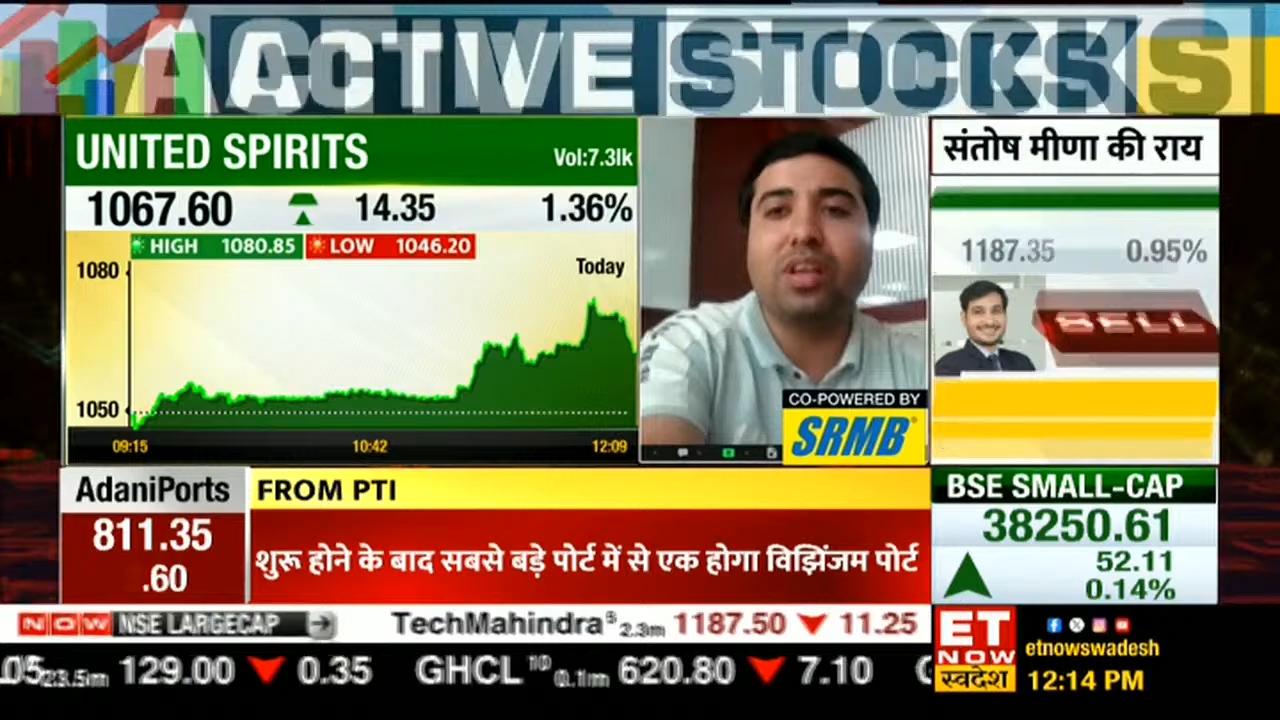 ACTIVE STOCKS
UNITED SPIRITS
Vol:7.3lk
1067.60 14.35 1.36%
HIGH 1080.85 LOW 1046.20
Today
1080
1050
09:15 10:42 12:09
CO-POWERED BY
SRMB
संतोष मीणा की राय
1187.35 0.95%
SELL
AdaniPorts
811.35
.60
FROM PTI
शुरू होने के बाद सबसे बड़े पोर्ट में से एक होगा विझिंजम पोर्ट
BSE SMALL-CAP
38250.61
52.11
0.14%
NOW NSE LARGECAP TechMahindra 2.3m 1187.50 11.25
.05 23.5m 129.00 0.35 GHCL 10 0.1m 620.80 7.10
ET
NOW
स्वदेश
etnowswadesh
12:14 PM